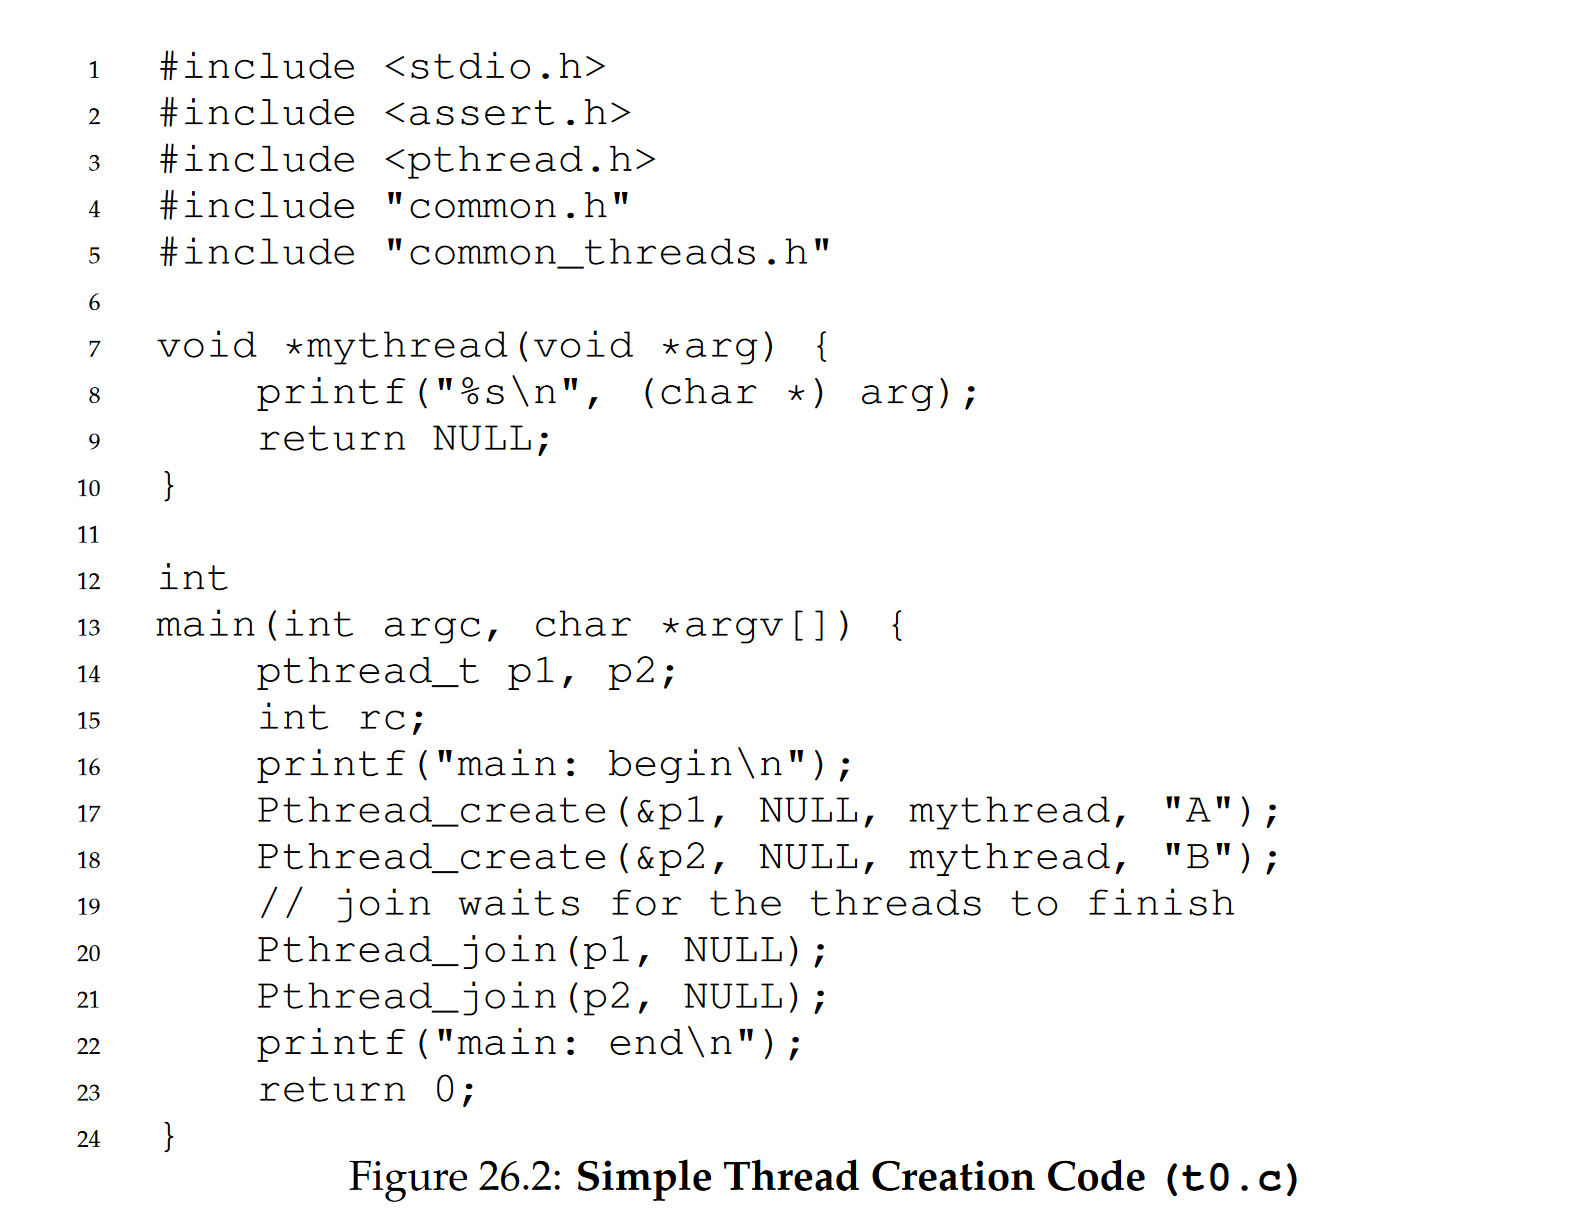 1 #include <stdio.h>
2 #include <assert.h>
3 #include <pthread.h>
4 #include "common.h"
5 #include "common_threads.h"
6
7 void *mythread(void *arg) {
8     printf("%s\n", (char *) arg);
9     return NULL;
10 }
11
12 int
13 main(int argc, char *argv[]) {
14     pthread_t p1, p2;
15     int rc;
16     printf("main: begin\n");
17     Pthread_create(&p1, NULL, mythread, "A");
18     Pthread_create(&p2, NULL, mythread, "B");
19     // join waits for the threads to finish
20     Pthread_join(p1, NULL);
21     Pthread_join(p2, NULL);
22     printf("main: end\n");
23     return 0;
24 }
Figure 26.2: Simple Thread Creation Code (t0.c)